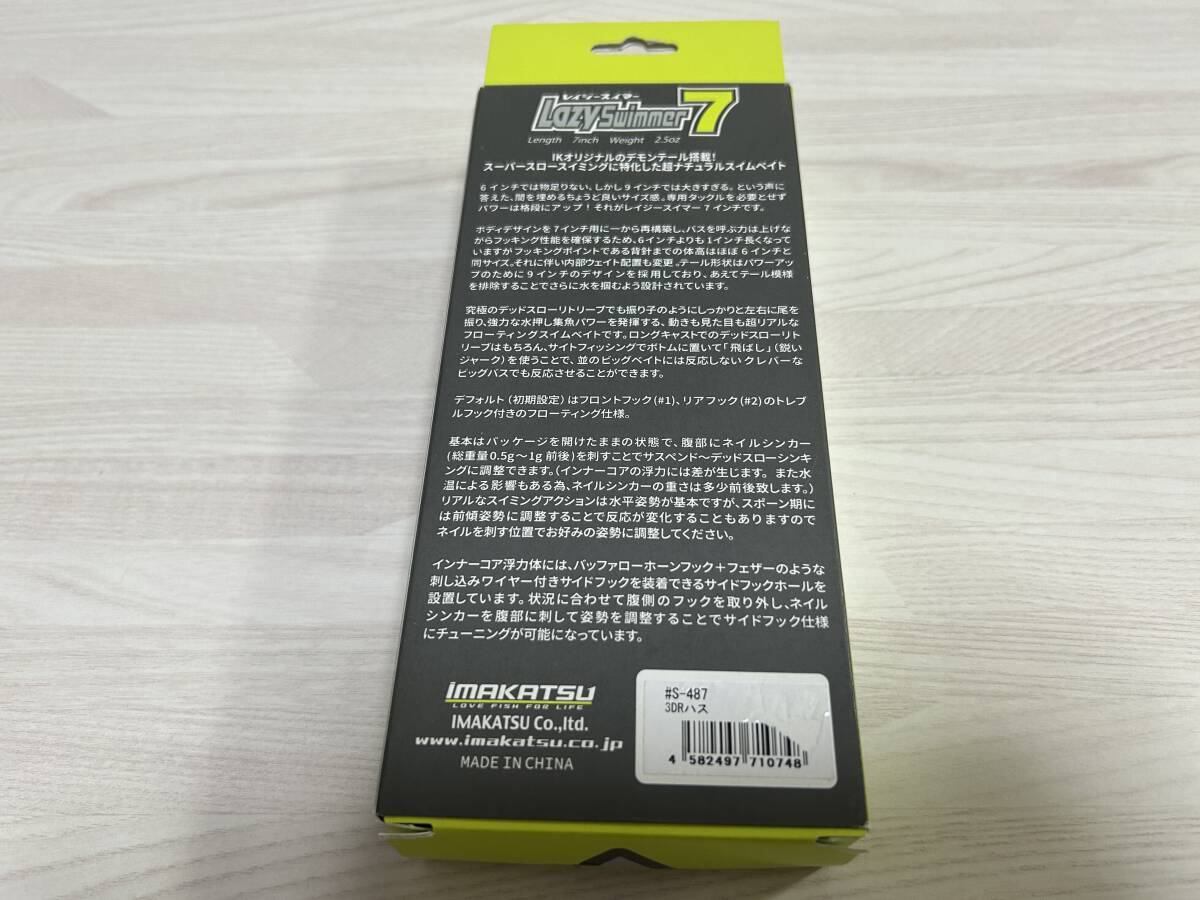 レイジースイマー
Lazy Swimmer 7
Length 7inch Weight 2.5oz
IKオリジナルのデモンテール搭載!
スーパースロースイミングに特化した超ナチュラルスイムベイト
6インチでは物足りない、しかし9インチでは大きすぎる。という声に
答えた、間を埋めるちょうど良いサイズ感。専用タックルを必要とせず
パワーは格段にアップ!それがレイジースイマー7インチです。
ボディデザインを7インチ用に一から再構築し、バスを呼ぶ力は上げな
がらフッキング性能を確保するため、6インチよりも1インチ長くなって
いますがフッキングポイントである背針までの体高はほぼ6インチと
同サイズ。それに伴い内部ウェイト配置も変更。テール形状はパワーアッ
プのために9インチのデザインを採用しており、あえてテール模様
を排除することでさらに水を掴むよう設計されています。
究極のデッドスローリトリーブでも振り子のようにしっかりと左右に尾を
振り、強力な水押し集魚パワーを発揮する、動きも見た目も超リアルな
フローティングスイムベイトです。ロングキャストでのデッドスローリト
リーブはもちろん、サイトフィッシングでボトムに置いて「飛ばし」(鋭い
ジャーク)を使うことで、並のビッグベイトには反応しないクレバーな
ビッグバスでも反応させることができます。
デフォルト(初期設定)はフロントフック(#1)、リアフック(#2)のトレブ
ルフック付きのフローティング仕様。
基本はパッケージを開けたままの状態で、腹部にネイルシンカー
(総重量0.5g～1g前後)を刺すことでサスペンド～デッドスローシンキ
ングに調整できます。(インナーコアの浮力には差が生じます。また水
温による影響もある為、ネイルシンカーの重さは多少前後致します。)
リアルなスイミングアクションは水平姿勢が基本ですが、スポーン期に
は前傾姿勢に調整することで反応が変化することもありますので
ネイルを刺す位置でお好みの姿勢に調整してください。
インナーコア浮力体には、バッファローホーンフック+フェザーのような
刺し込みワイヤー付きサイドフックを装着できるサイドフックホールを
設置しています。状況に合わせて腹側のフックを取り外し、ネイル
シンカーを腹部に刺して姿勢を調整することでサイドフック仕様
にチューニングが可能になっています。
IMAKATSU
LOVE FISH FOR LIFE
IMAKATSU Co.,ltd.
www.imakatsu.co.jp
MADE IN CHINA
#S-487
3DRハス
4 582497 710748